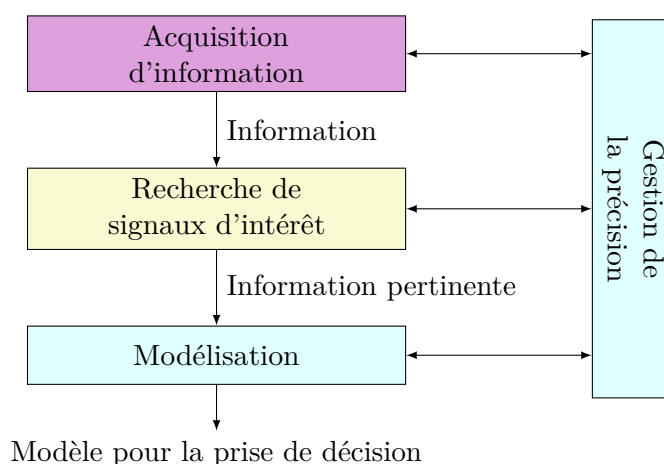 Acquisition
d'information
Information
Recherche de
signaux d'intérêt
Information pertinente
Modélisation
Modèle pour la prise de décision
Gestion de
la précision